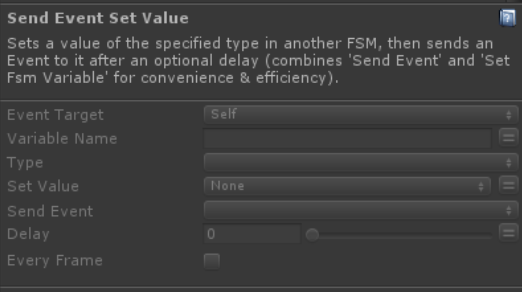 Send Event Set Value
Sets a value of the specified type in another FSM, then sends an
Event to it after an optional delay (combines 'Send Event' and 'Set
Fsm Variable' for convenience & efficiency).
Event Target Self
Variable Name
Type
Set Value None
Send Event
Delay 0
Every Frame